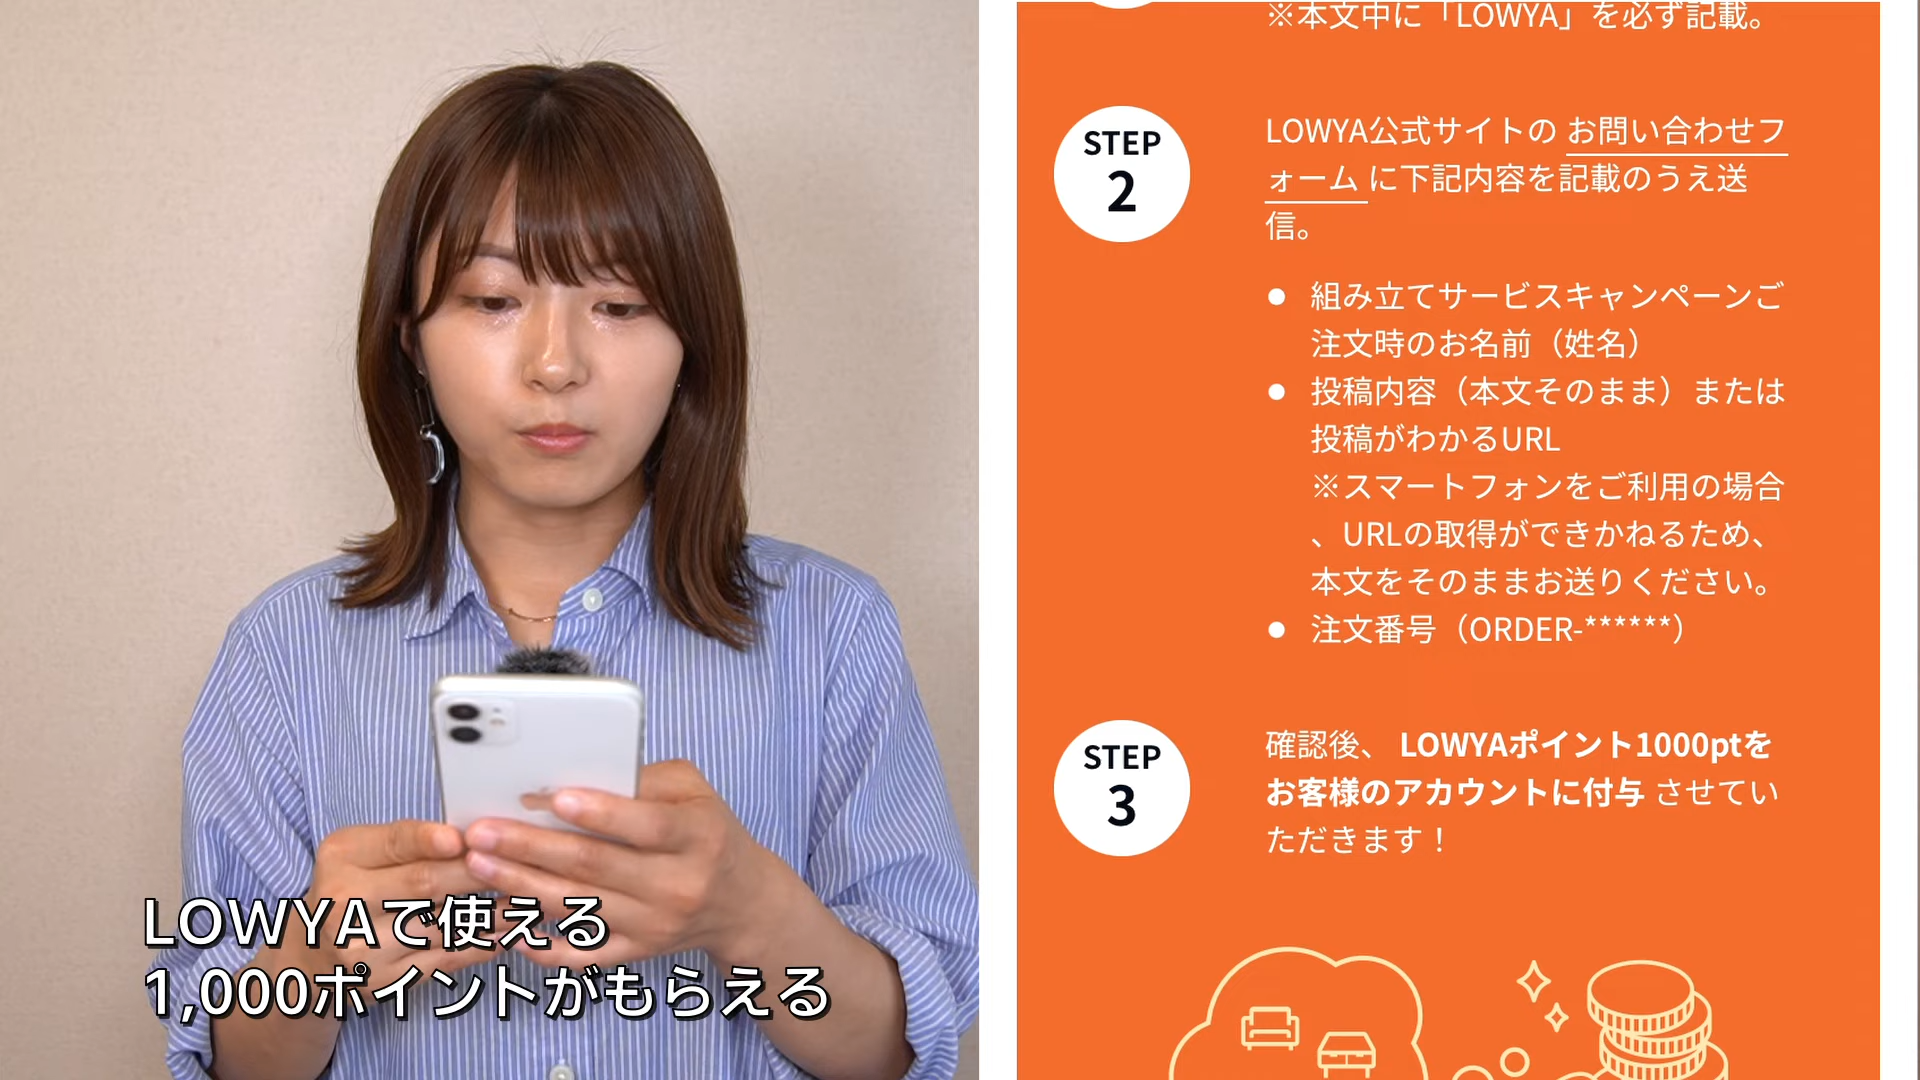 LOWYAで使える
1,000ポイントがもらえる
※本文中に「LOWYA」を必ず記載。
STEP
2
LOWYA公式サイトの お問い合わせフ
ォーム に下記内容を記載のうえ送
信。
● 組み立てサービスキャンペーンご
注文時のお名前（姓名）
● 投稿内容（本文そのまま）または
投稿がわかるURL
※スマートフォンをご利用の場合
、URLの取得ができかねるため、
本文をそのままお送りください。
● 注文番号（ORDER-******）
STEP
3
確認後、 LOWYAポイント1000ptを
お客様のアカウントに付与 させてい
ただきます！